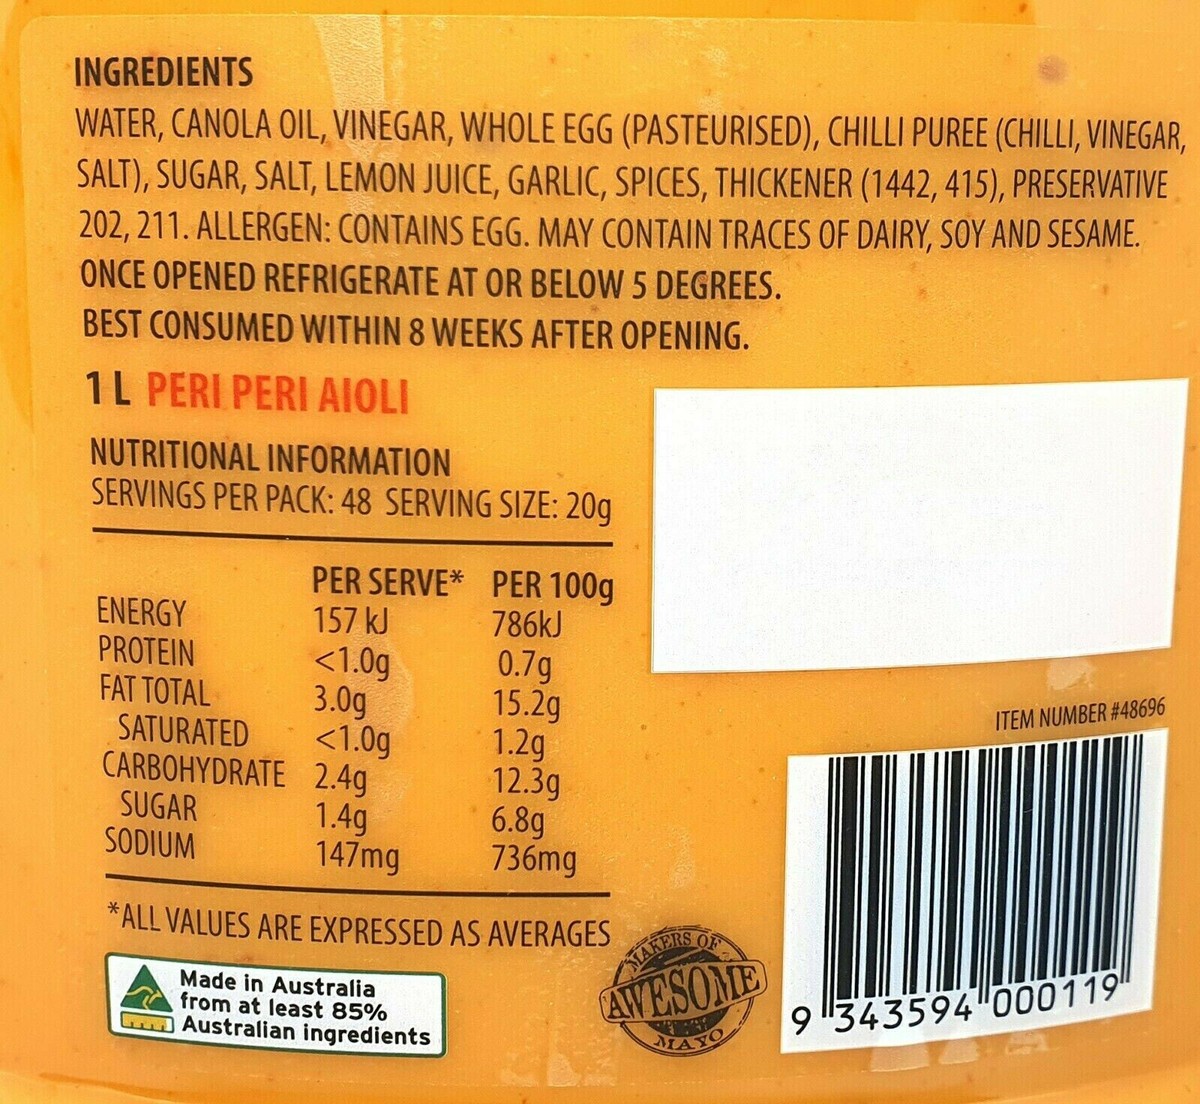 INGREDIENTS
WATER, CANOLA OIL, VINEGAR, WHOLE EGG (PASTEURISED), CHILLI PUREE (CHILLI, VINEGAR,
SALT), SUGAR, SALT, LEMON JUICE, GARLIC, SPICES, THICKENER (1442, 415), PRESERVATIVE
202, 211. ALLERGEN: CONTAINS EGG. MAY CONTAIN TRACES OF DAIRY, SOY AND SESAME.
ONCE OPENED REFRIGERATE AT OR BELOW 5 DEGREES.
BEST CONSUMED WITHIN 8 WEEKS AFTER OPENING.
1 L PERI PERI AIOLI
NUTRITIONAL INFORMATION
SERVINGS PER PACK: 48 SERVING SIZE: 20g
PER SERVE* PER 100g
ENERGY 157 kJ 786kJ
PROTEIN <1.0g 0.7g
FAT TOTAL 3.0g 15.2g
SATURATED <1.0g 1.2g
CARBOHYDRATE 2.4g 12.3g
SUGAR 1.4g 6.8g
SODIUM 147mg 736mg
*ALL VALUES ARE EXPRESSED AS AVERAGES
Made in Australia
from at least 85%
Australian ingredients
MAKERS OF
AWESOME
MAYO
ITEM NUMBER #48696
9 343594 000119